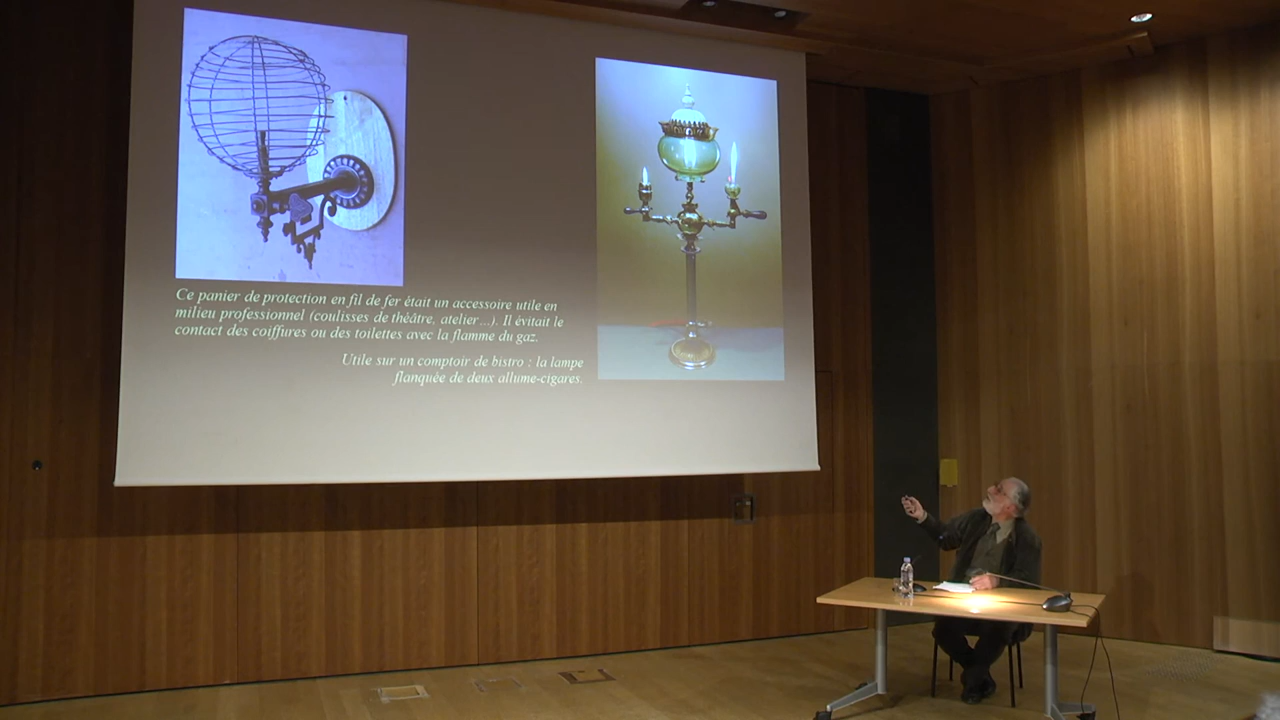 Ce panier de protection en fil de fer était un accessoire utile en
milieu professionnel (coulisses de théâtre, atelier…). Il évitait le
contact des coiffures ou des toilettes avec la flamme du gaz.
Utile sur un comptoir de bistro : la lampe
flanquée de deux allume-cigares.